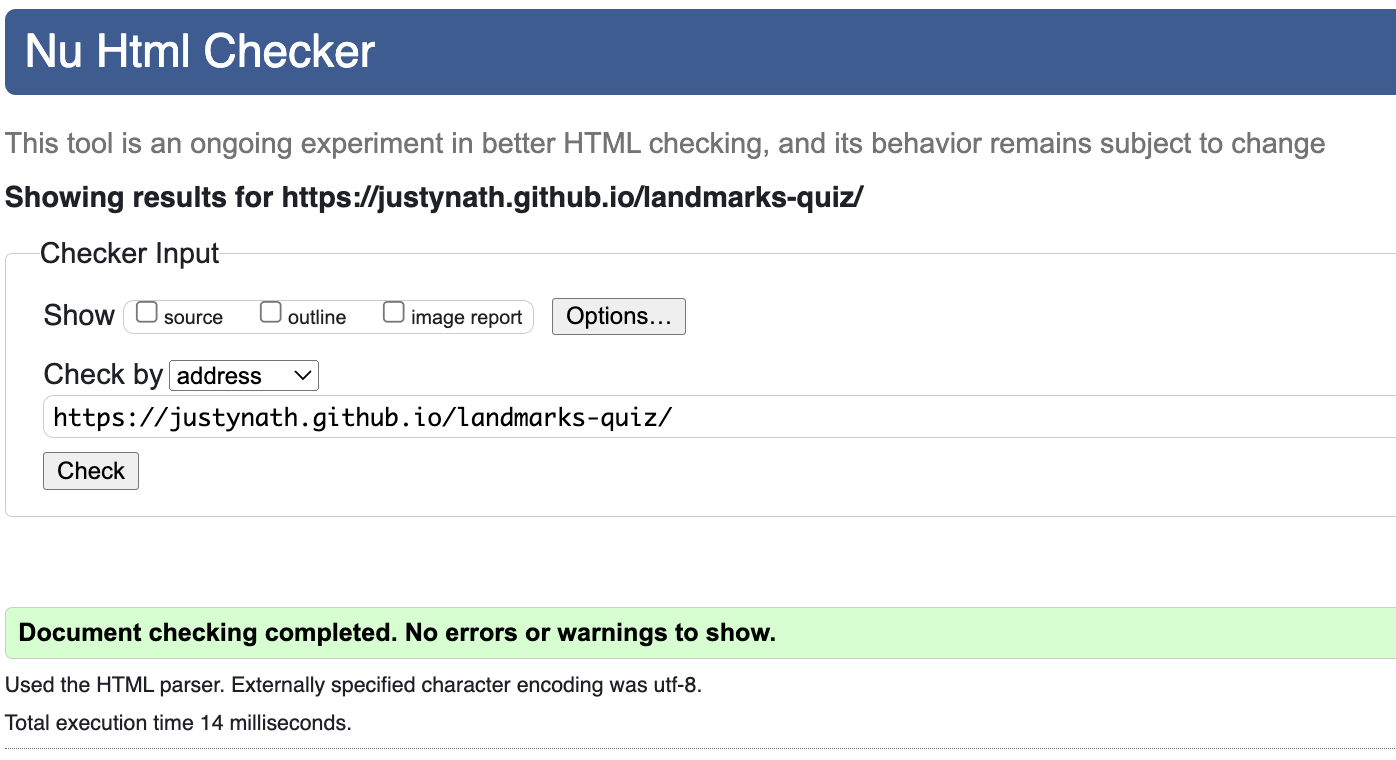 Nu Html Checker
This tool is an ongoing experiment in better HTML checking, and its behavior remains subject to change
Showing results for https://justynath.github.io/landmarks-quiz/
Checker Input
Show source outline image report Options…
Check by address
https://justynath.github.io/landmarks-quiz/
Check
Document checking completed. No errors or warnings to show.
Used the HTML parser. Externally specified character encoding was utf-8.
Total execution time 14 milliseconds.